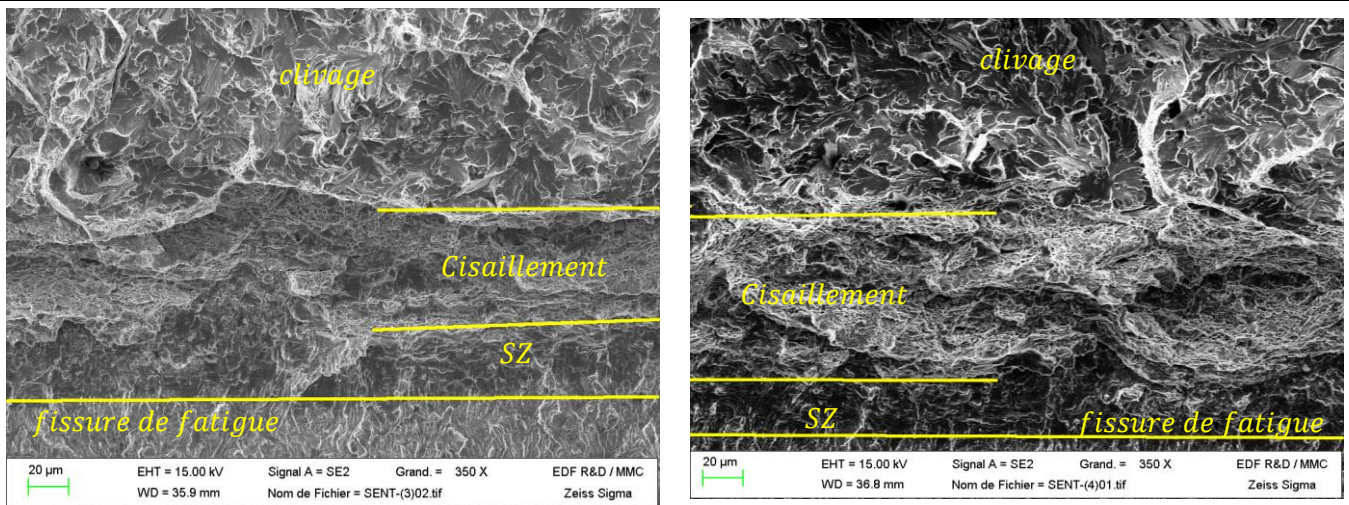 clivage
Cisaillement
SZ
fissure de fatigue
20 µm
EHT = 15.00 kV
Signal A = SE2
Grand. = 350 X
EDF R&D / MMC
WD = 35.9 mm
Nom de Fichier = SENT-(3)02.tif
Zeiss Sigma
clivage
Cisaillement
SZ
fissure de fatigue
20 µm
EHT = 15.00 kV
Signal A = SE2
Grand. = 350 X
EDF R&D / MMC
WD = 36.8 mm
Nom de Fichier = SENT-(4)01.tif
Zeiss Sigma